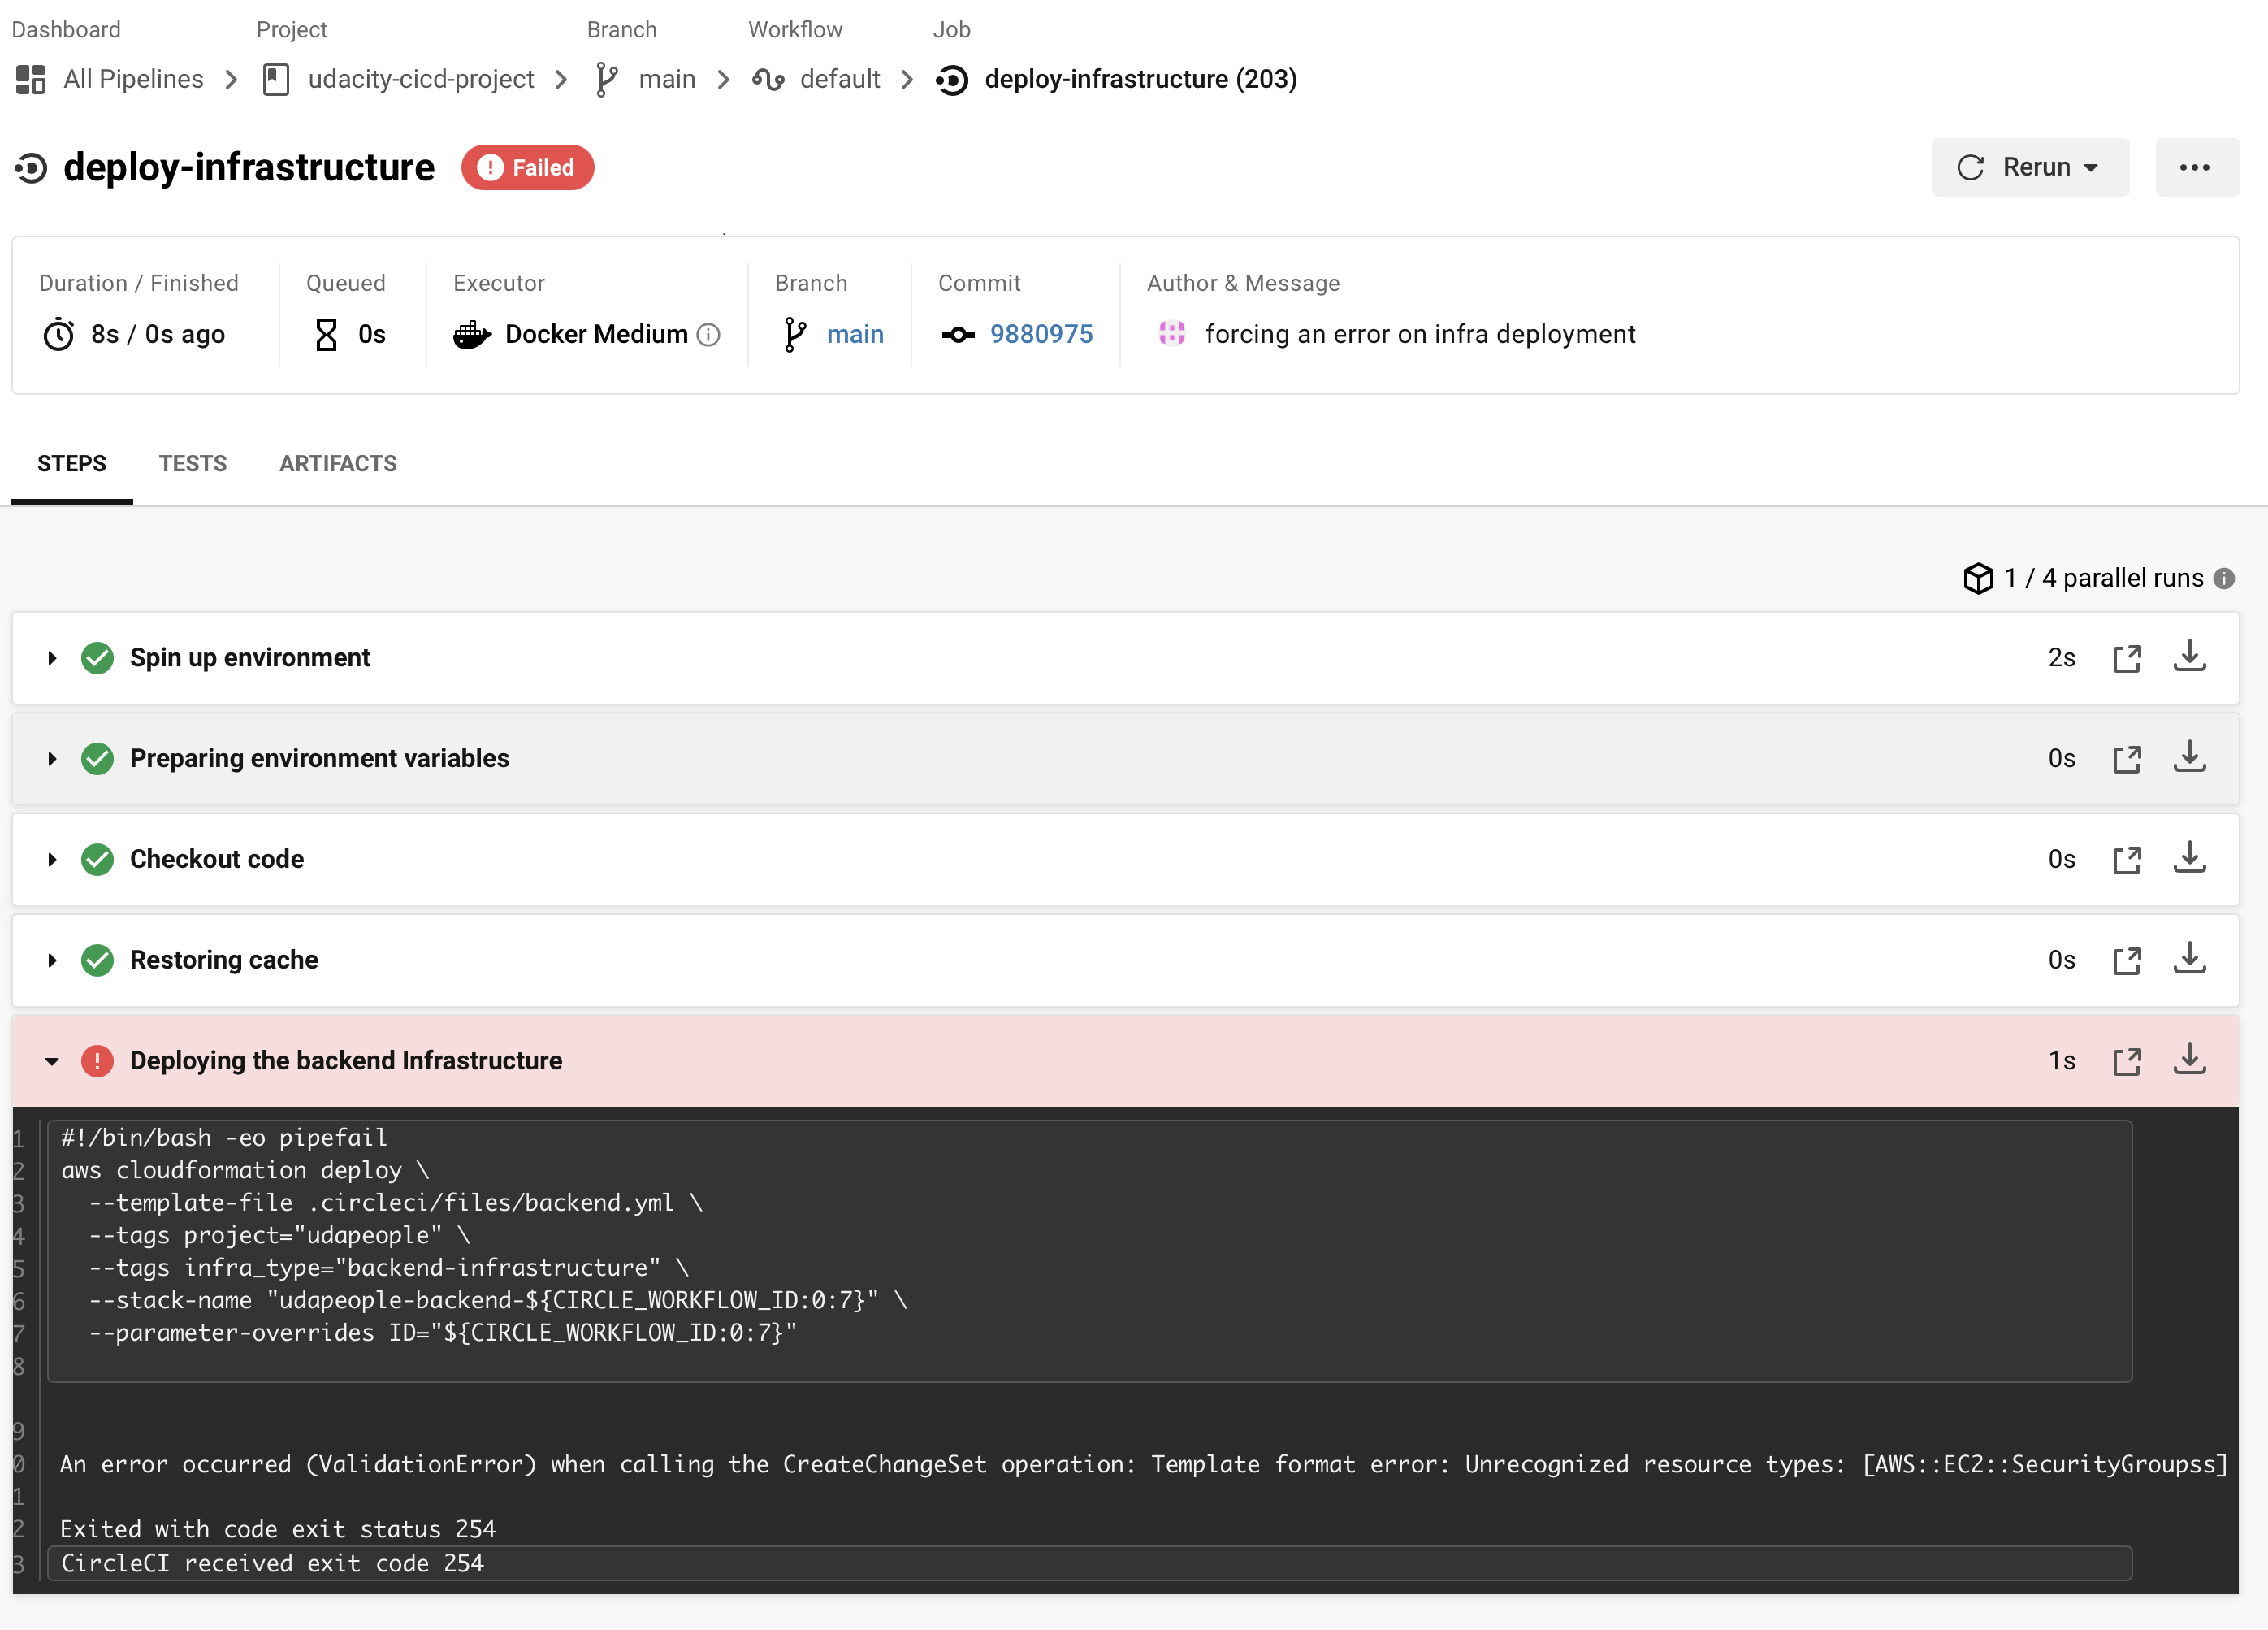 Dashboard Project Branch Workflow Job
All Pipelines udacity-cicd-project main default deploy-infrastructure (203)
deploy-infrastructure Failed Rerun
Duration / Finished Queued Executor Branch Commit Author & Message
8s / 0s ago 0s Docker Medium main 9880975 forcing an error on infra deployment
STEPS TESTS ARTIFACTS
1 / 4 parallel runs
Spin up environment 2s
Preparing environment variables 0s
Checkout code 0s
Restoring cache 0s
Deploying the backend Infrastructure 1s
1 #!/bin/bash -eo pipefail
2 aws cloudformation deploy \
3 --template-file .circleci/files/backend.yml \
4 --tags project="udapeople" \
5 --tags infra_type="backend-infrastructure" \
6 --stack-name "udapeople-backend-${CIRCLE_WORKFLOW_ID:0:7}" \
7 --parameter-overrides ID="${CIRCLE_WORKFLOW_ID:0:7}"
8
9
0 An error occurred (ValidationError) when calling the CreateChangeSet operation: Template format error: Unrecognized resource types: [AWS::EC2::SecurityGroupss]
1
2 Exited with code exit status 254
3 CircleCI received exit code 254